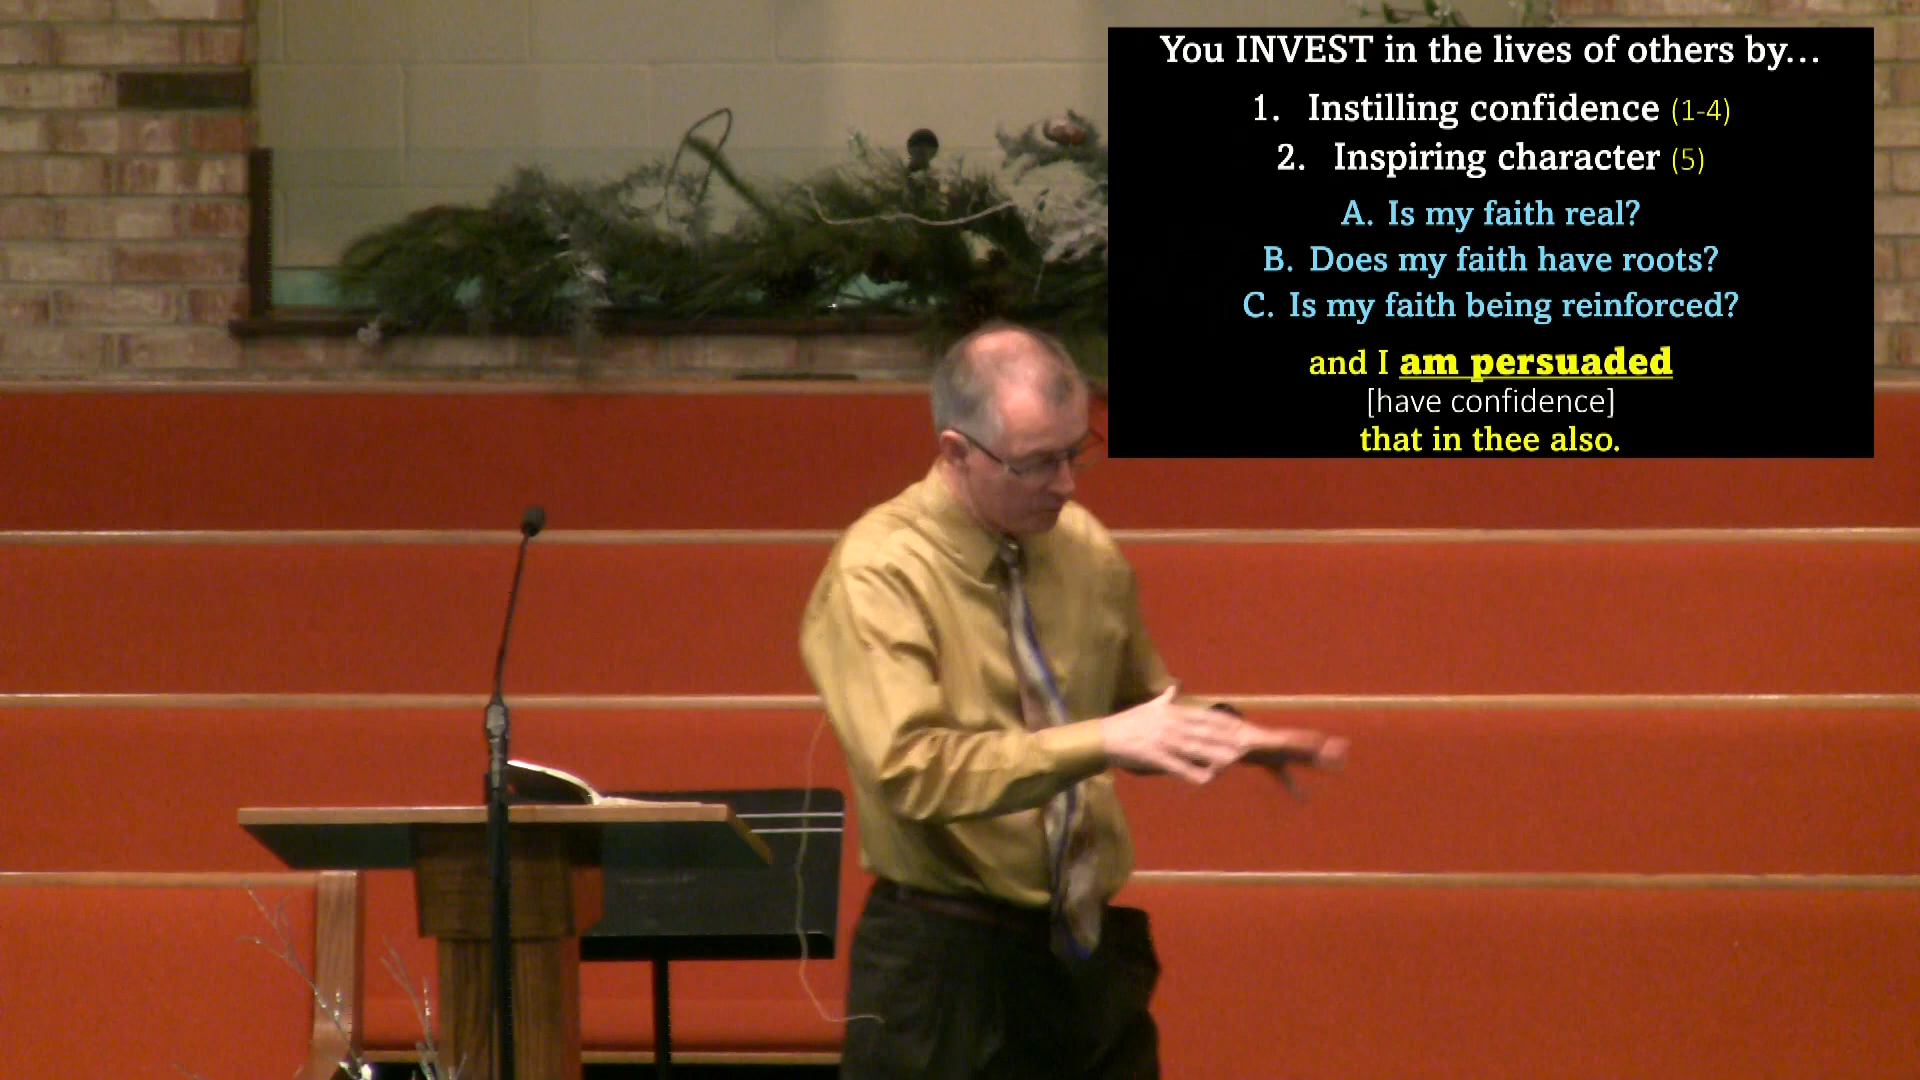 You INVEST in the lives of others by...
1. Instilling confidence (1-4)
2. Inspiring character (5)
A. Is my faith real?
B. Does my faith have roots?
C. Is my faith being reinforced?
and I am persuaded
[have confidence]
that in thee also.